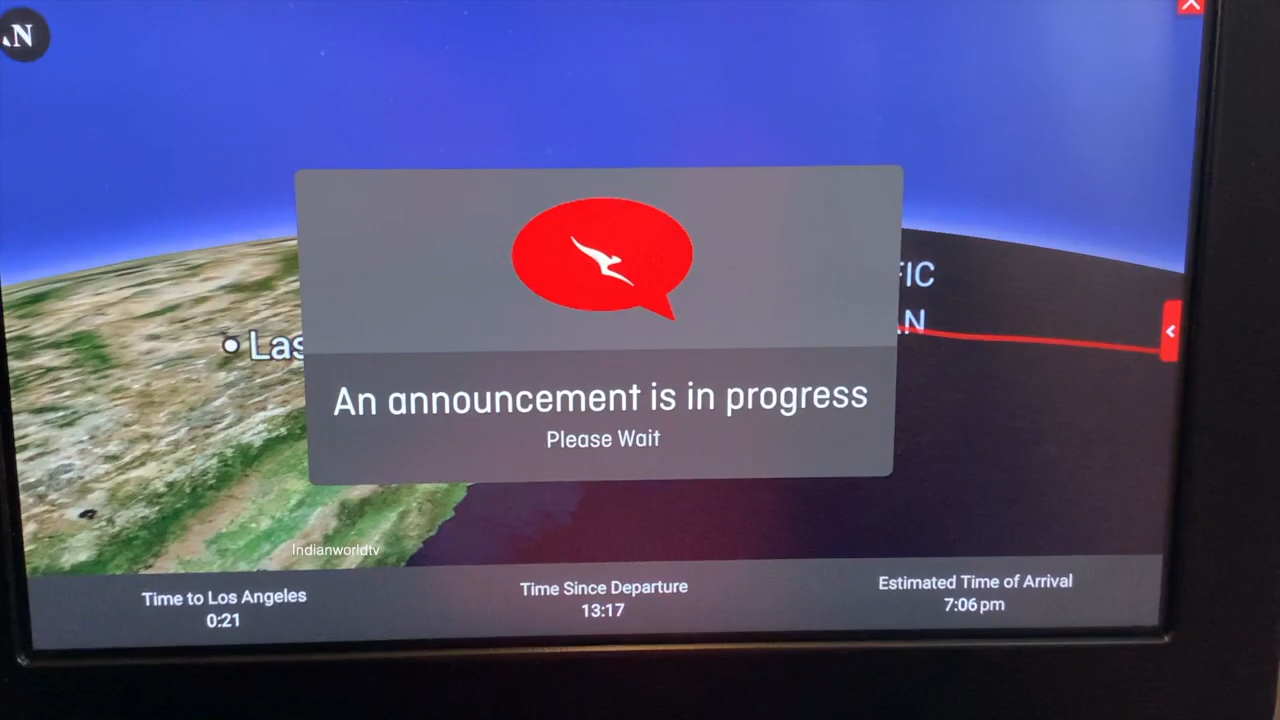 AN
Las
FIC
AN
An announcement is in progress
Please Wait
Indianworldtv
Time to Los Angeles
0:21
Time Since Departure
13:17
Estimated Time of Arrival
7:06 pm